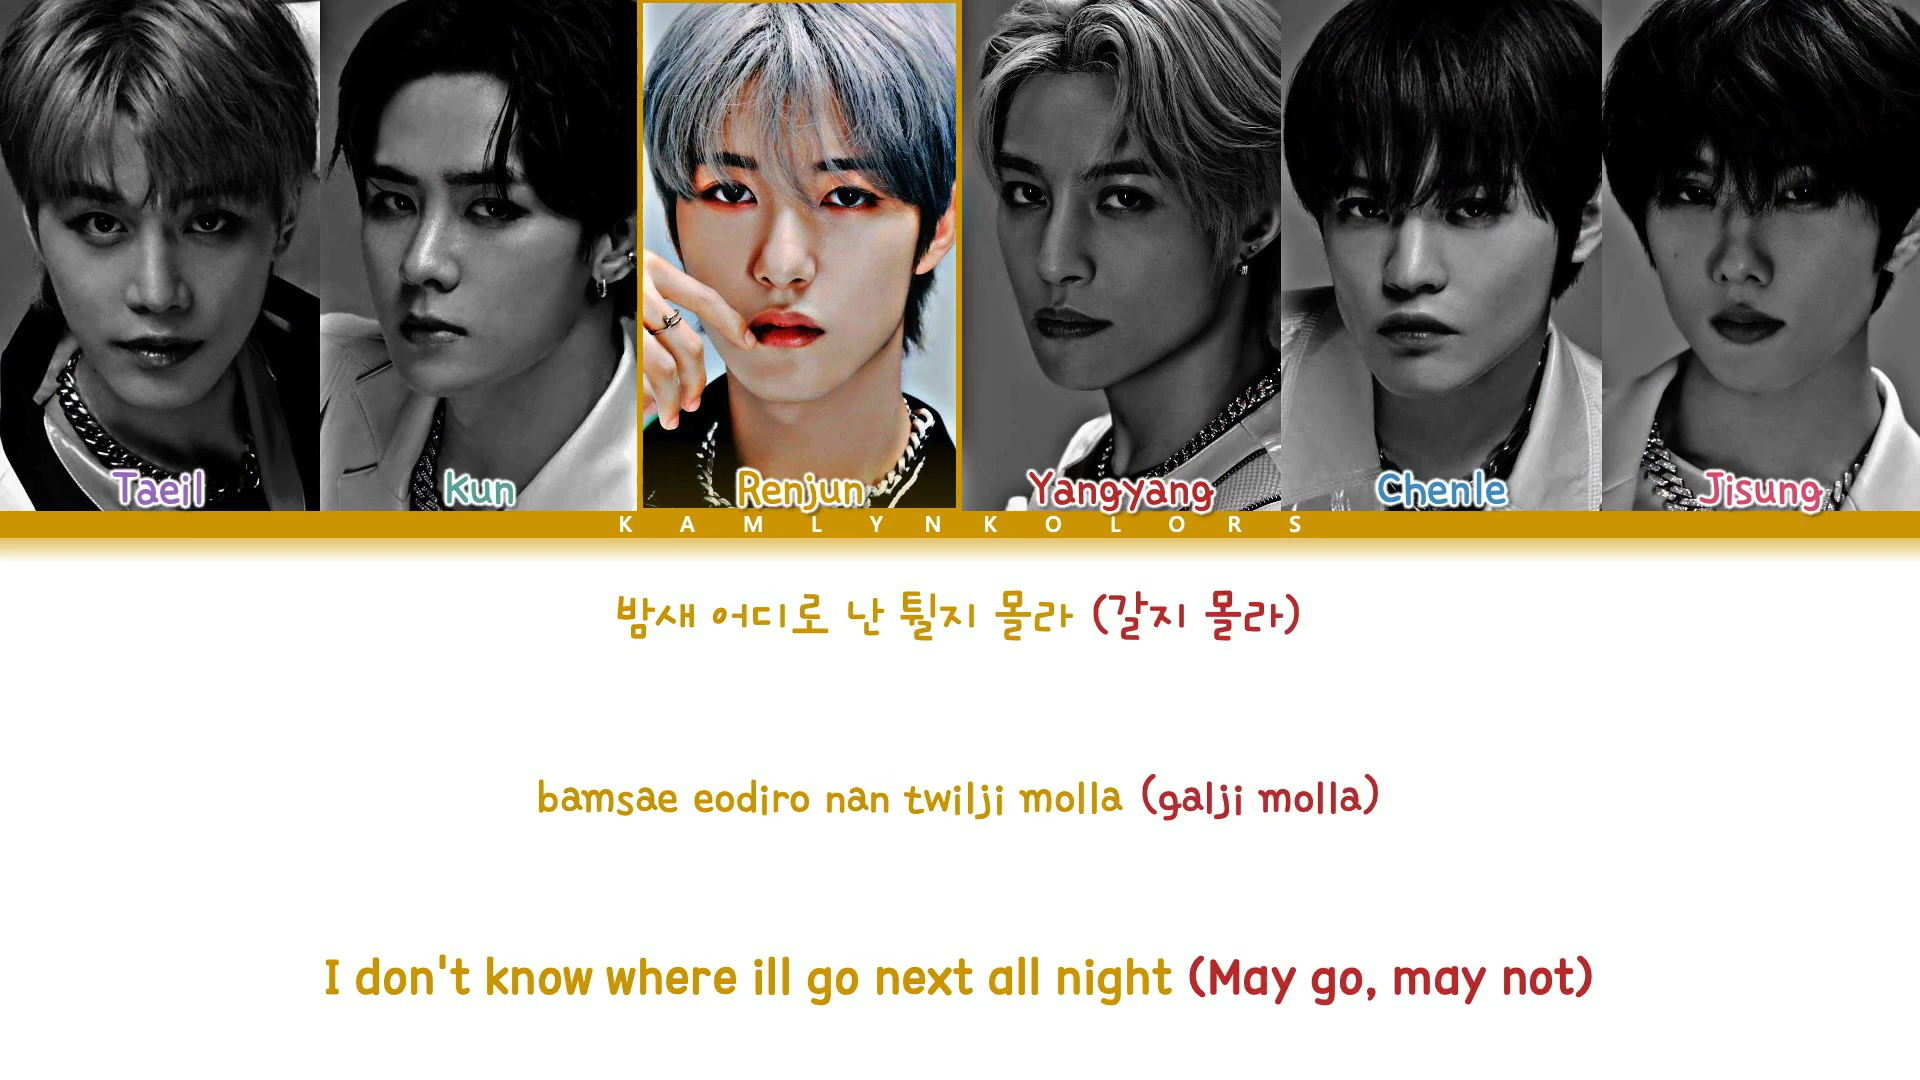 Taeil Kun Renjun Yangyang Chenle Jisung
KAMLYNKOLORS
밤새 어디로 난 튈지 몰라 (갈지 몰라)
bamsae eodiro nan twilji molla (galji molla)
I don't know where ill go next all night (May go, may not)